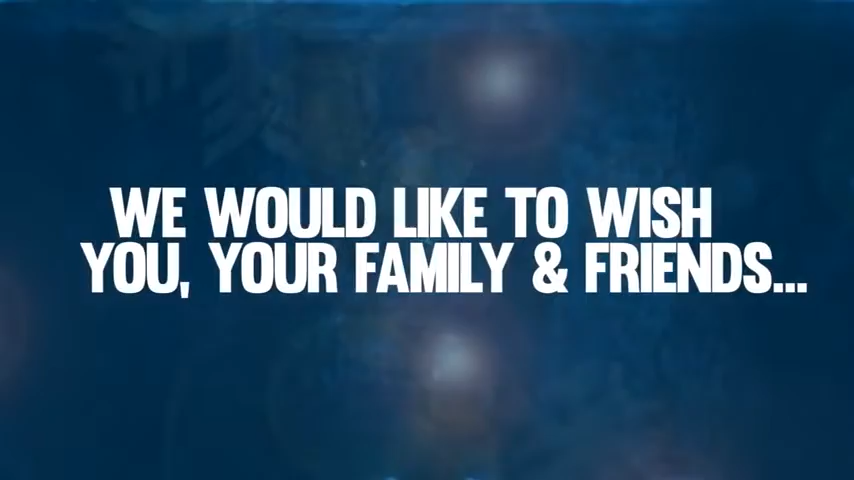 WE WOULD LIKE TO WISH
YOU, YOUR FAMILY & FRIENDS...